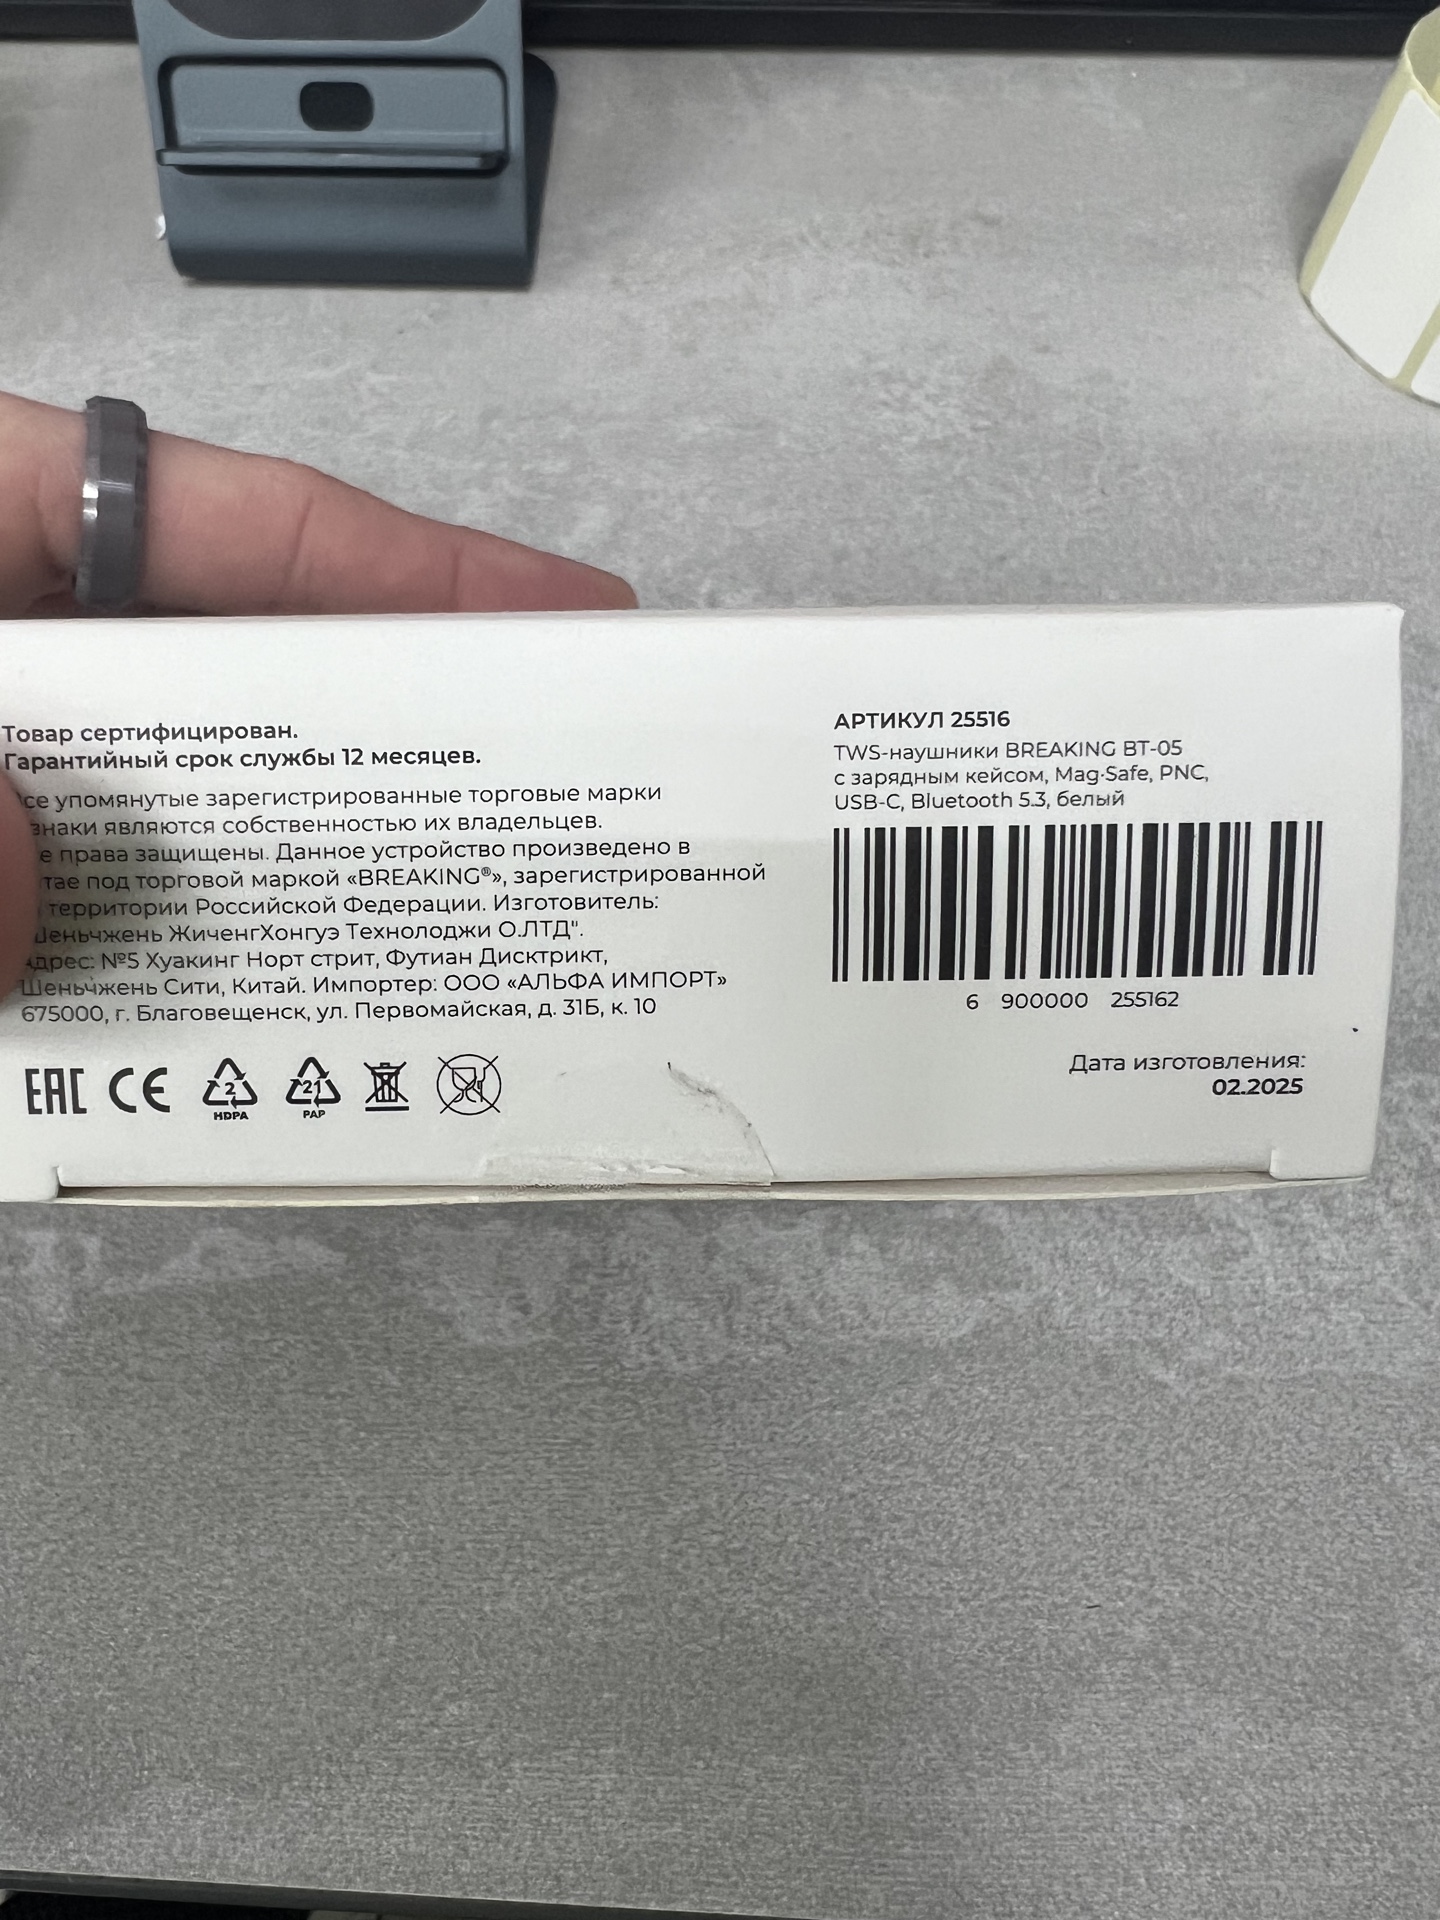 Товар сертифицирован.
Гарантийный срок службы 12 месяцев.
упомянутые зарегистрированные торговые марки
знаки являются собственностью их владельцев.
права защищены. Данное устройство произведено в
под торговой маркой «BREAKING®», зарегистрированной
территории Российской Федерации. Изготовитель:
ЖиченгХонгуэ Технолоджи О.ЛТД".
Адрес: №5 Хуакинг Норт стрит, Футиан Дисктрикт,
Шеньчжень Сити, Китай. Импортер: ООО «АЛЬФА ИМПОРТ»
675000, г. Благовещенск, ул. Первомайская, д. 31Б, к. 10
EAC CE 2 21
HDPA PAP
АРТИКУЛ 25516
TWS-наушники BREAKING BT-05
с зарядным кейсом, Mag-Safe, PNC,
USB-C, Bluetooth 5.3, белый
6 900000 255162
Дата изготовления:
02.2025